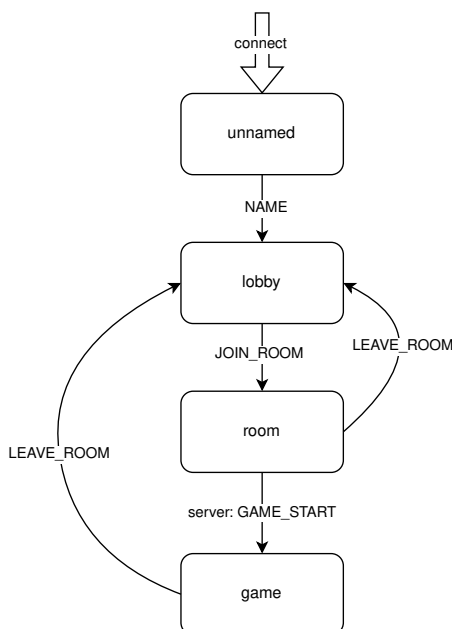 connect
unnamed
NAME
lobby
JOIN_ROOM
LEAVE_ROOM
room
LEAVE_ROOM
server: GAME_START
game